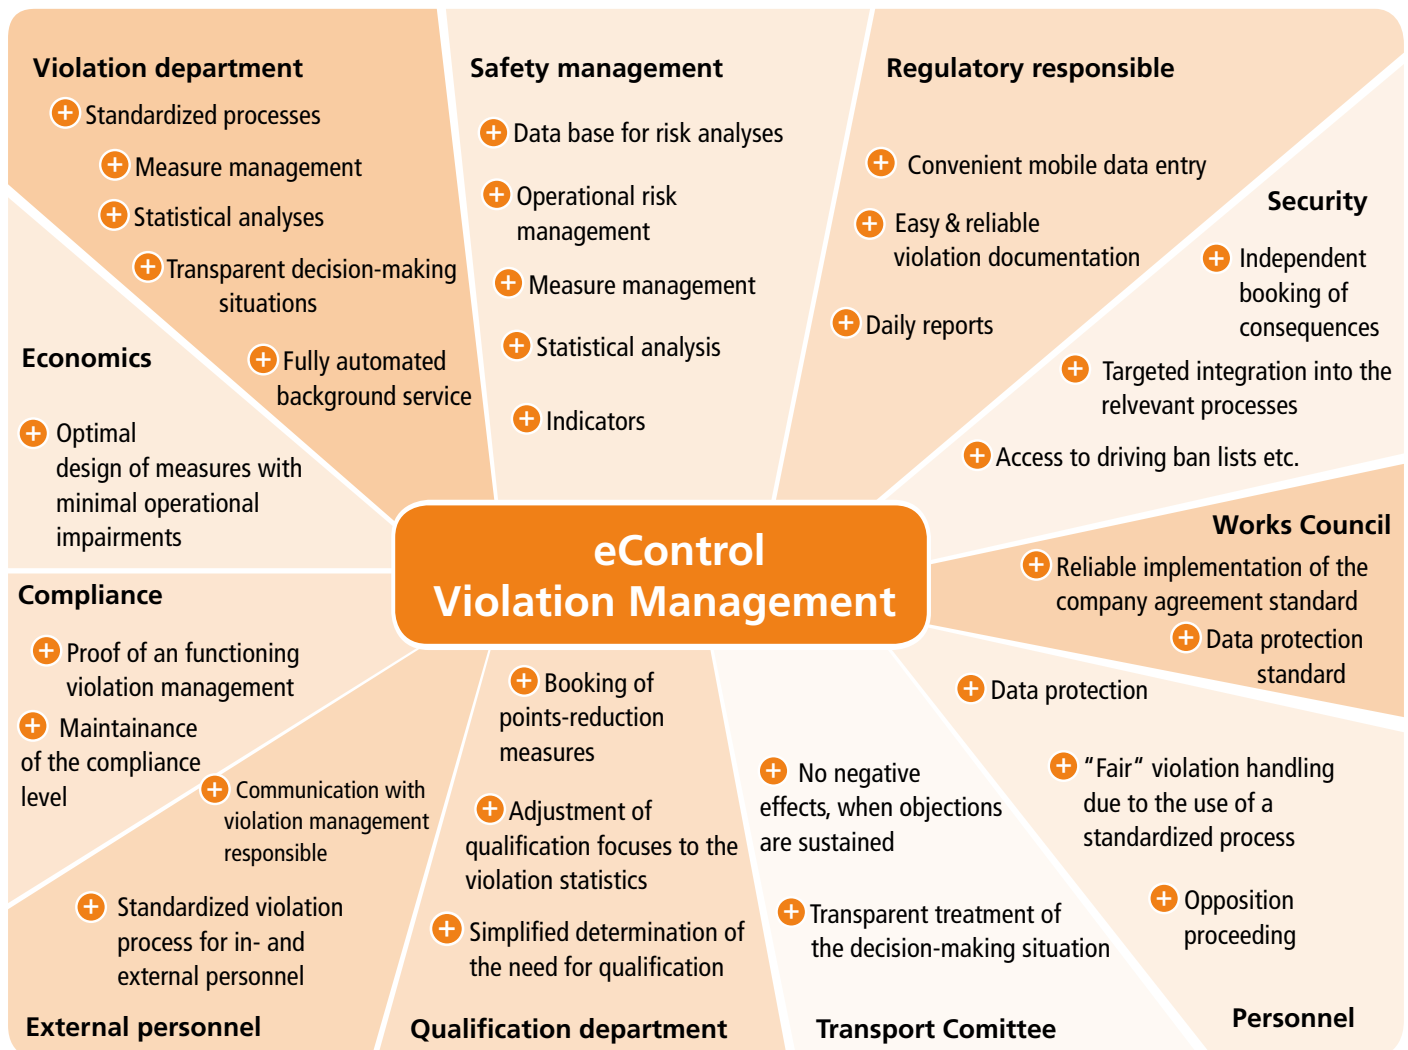 Violation department
Standardized processes
Measure management
Statistical analyses
Transparent decision-making
situations
Fully automated
background service
Safety management
Data base for risk analyses
Operational risk
management
Measure management
Statistical analysis
Indicators
Regulatory responsible
Convenient mobile data entry
Easy & reliable
violation documentation
Daily reports
Security
Independent
booking of
consequences
Targeted integration into the
relvevant processes
Access to driving ban lists etc.
Economics
Optimal
design of measures with
minimal operational
impairments
eControl
Violation Management
Works Council
Reliable implementation of the
company agreement standard
Data protection
standard
Compliance
Proof of an functioning
violation management
Maintainance
of the compliance
level
Communication with
violation management
responsible
Standardized violation
process for in- and
external personnel
External personnel
Booking of
points-reduction
measures
Adjustment of
qualification focuses to the
violation statistics
Simplified determination of
the need for qualification
Qualification department
No negative
effects, when objections
are sustained
Transparent treatment of
the decision-making situation
Transport Comittee
Data protection
“Fair“ violation handling
due to the use of a
standardized process
Opposition
proceeding
Personnel